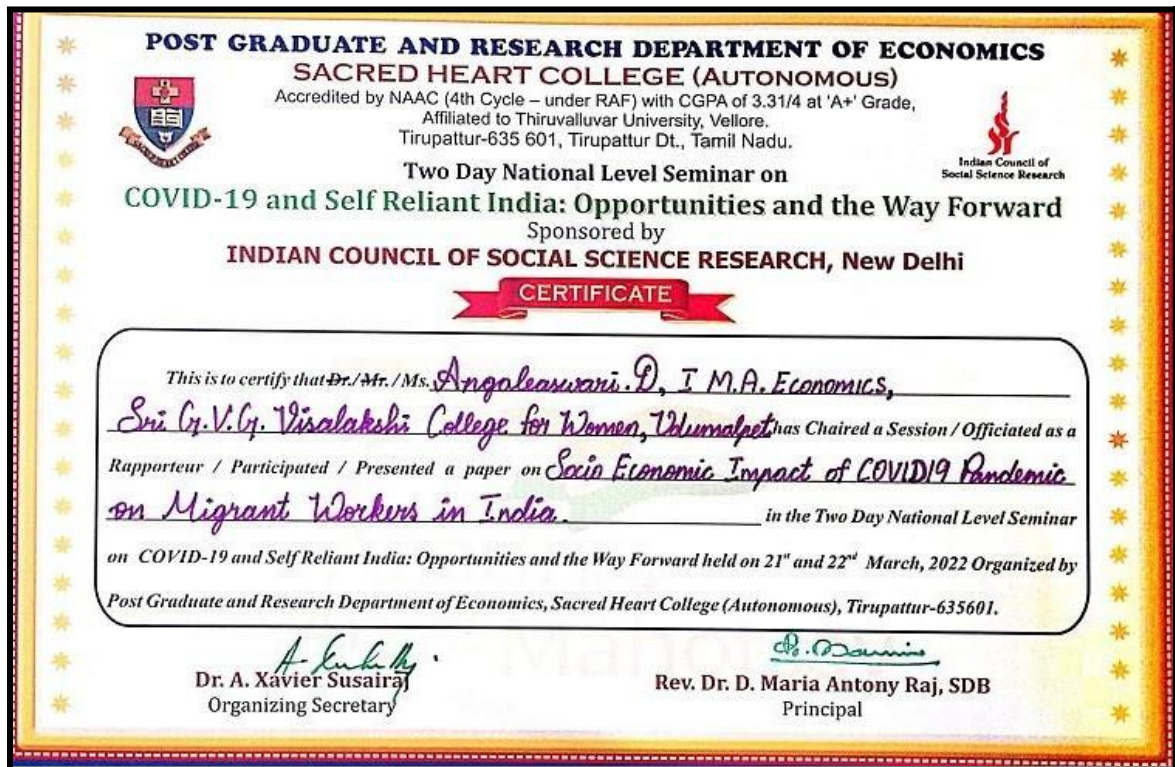 POST GRADUATE AND RESEARCH DEPARTMENT OF ECONOMICS
SACRED HEART COLLEGE (AUTONOMOUS)
Accredited by NAAC (4th Cycle – under RAF) with CGPA of 3.31/4 at 'A+' Grade,
Affiliated to Thiruvalluvar University, Vellore.
Tirupattur-635 601, Tirupattur Dt., Tamil Nadu.
SACRED HEART COLLEGE
Indian Council of
Social Science Research
Two Day National Level Seminar on
COVID-19 and Self Reliant India: Opportunities and the Way Forward
Sponsored by
INDIAN COUNCIL OF SOCIAL SCIENCE RESEARCH, New Delhi
CERTIFICATE
This is to certify that Dr./Mr./Ms. Angaleaswari. D, I M.A. Economics,
Sri G.V.G. Visalakshi College for Women, Udumalpet has Chaired a Session / Officiated as a
Rapporteur / Participated / Presented a paper on Socio Economic Impact of COVID19 Pandemic
on Migrant Workers in India. in the Two Day National Level Seminar
on COVID-19 and Self Reliant India: Opportunities and the Way Forward held on 21st and 22nd March, 2022 Organized by
Post Graduate and Research Department of Economics, Sacred Heart College (Autonomous), Tirupattur-635601.
Dr. A. Xavier Susairaj
Organizing Secretary
Rev. Dr. D. Maria Antony Raj, SDB
Principal